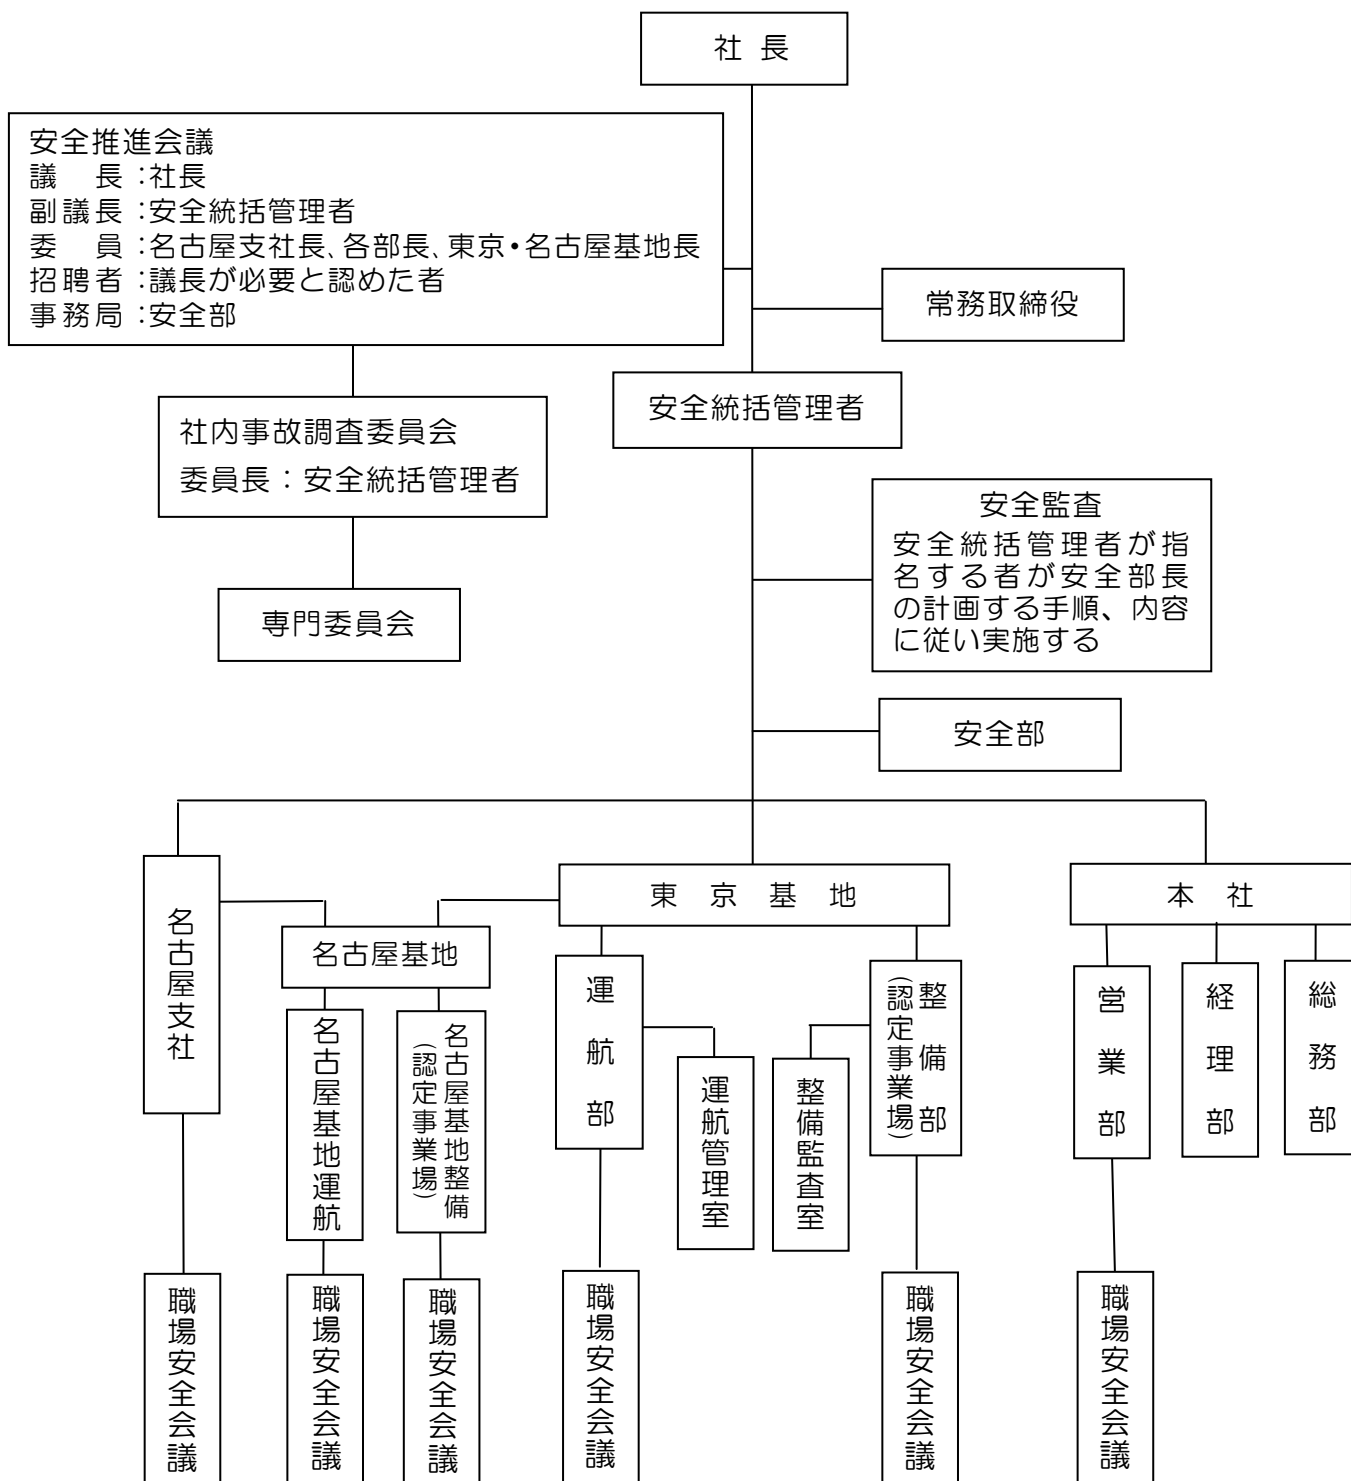 社 長
安全推進会議
議　長：社長
副議長：安全統括管理者
委　員：名古屋支社長、各部長、東京・名古屋基地長
招聘者：議長が必要と認めた者
事務局：安全部
常務取締役
安全統括管理者
社内事故調査委員会
委員長：安全統括管理者
専門委員会
安全監査
安全統括管理者が指
名する者が安全部長
の計画する手順、内容
に従い実施する
安全部
名古屋支社
東 京 基 地
本 社
名古屋基地
名古屋基地運航
名古屋基地整備
（認定事業場）
運航部
運航管理室
整備監査室
整備部
（認定事業場）
営業部
経理部
総務部
職場安全会議
職場安全会議
職場安全会議
職場安全会議
職場安全会議
職場安全会議